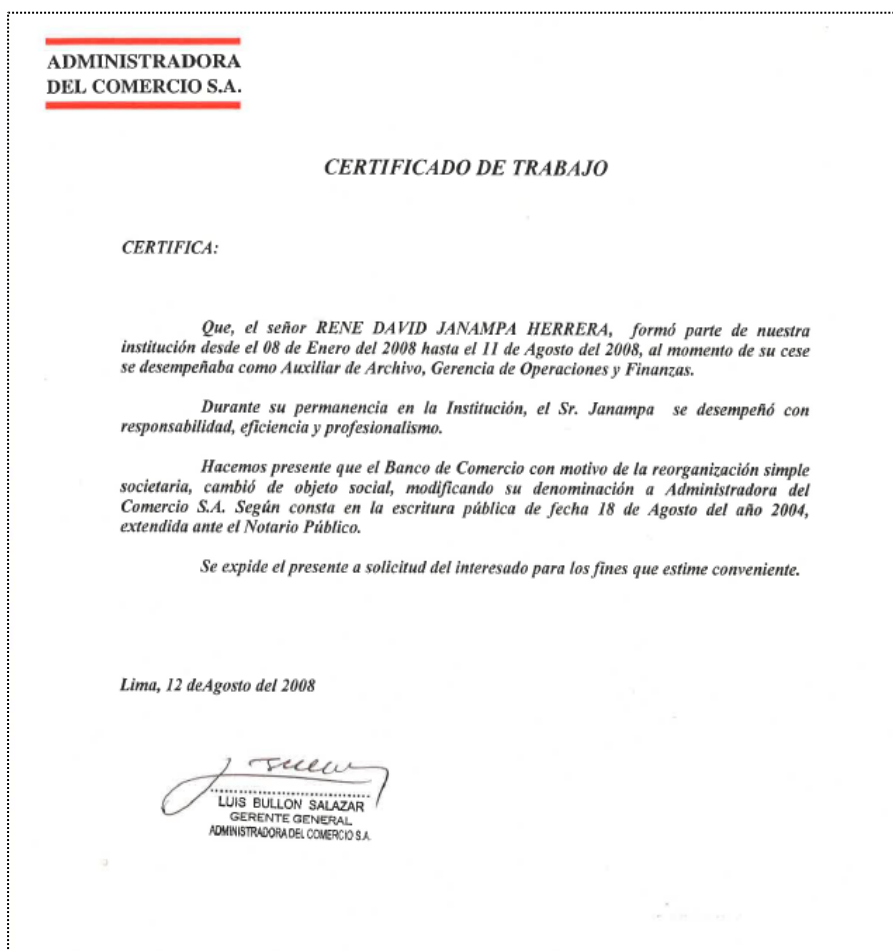 ADMINISTRADORA
DEL COMERCIO S.A.
CERTIFICADO DE TRABAJO
CERTIFICA:
Que, el señor RENE DAVID JANAMPA HERRERA, formó parte de nuestra
institución desde el 08 de Enero del 2008 hasta el 11 de Agosto del 2008, al momento de su cese
se desempeñaba como Auxiliar de Archivo, Gerencia de Operaciones y Finanzas.
Durante su permanencia en la Institución, el Sr. Janampa se desempeñó con
responsabilidad, eficiencia y profesionalismo.
Hacemos presente que el Banco de Comercio con motivo de la reorganización simple
societaria, cambió de objeto social, modificando su denominación a Administradora del
Comercio S.A. Según consta en la escritura pública de fecha 18 de Agosto del año 2004,
extendida ante el Notario Público.
Se expide el presente a solicitud del interesado para los fines que estime conveniente.
Lima, 12 deAgosto del 2008
LUIS BULLON SALAZAR
GERENTE GENERAL
ADMINISTRADORA DEL COMERCIO S.A.